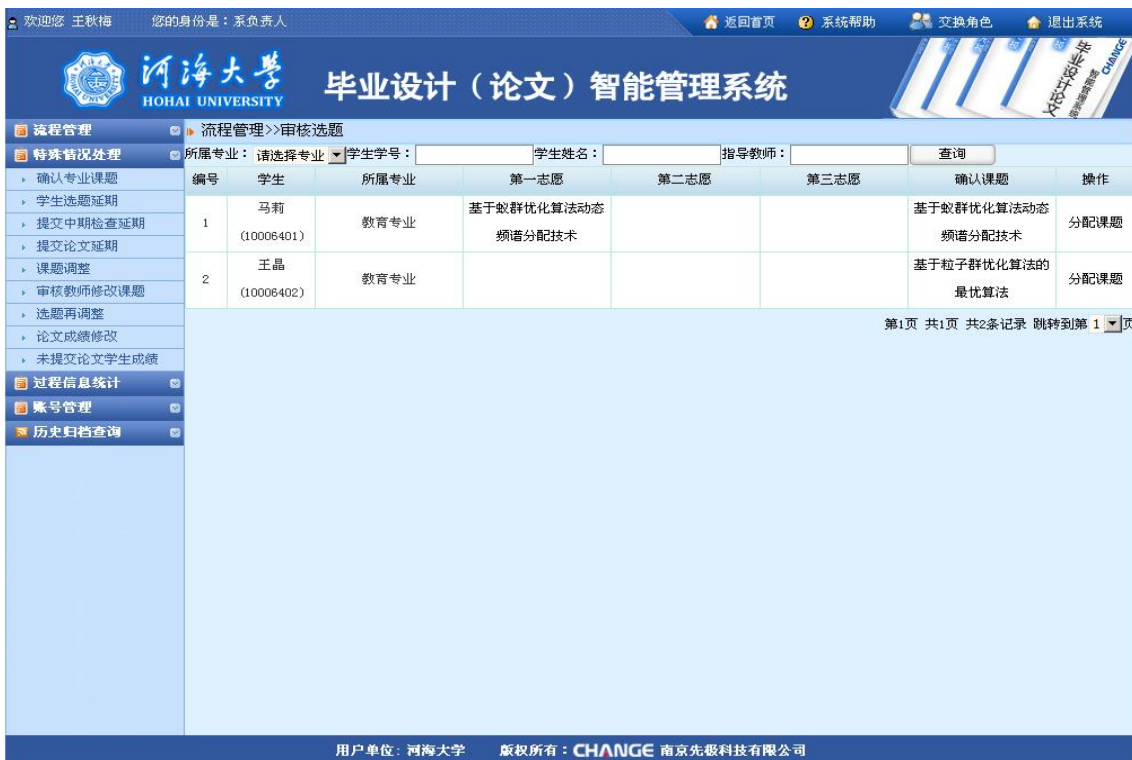 欢迎您 王秋梅 您的身份是：系负责人 返回首页 系统帮助 交换角色 退出系统
河海大学
HOHAI UNIVERSITY
毕业设计（论文）智能管理系统
毕业设计论文
智能管理系统
CHANGE
流程管理
特殊情况处理
确认专业课题
学生选题延期
提交中期检查延期
提交论文延期
课题调整
审核教师修改课题
选题再调整
论文成绩修改
未提交论文学生成绩
过程信息统计
账号管理
历史归档查询
流程管理>>审核选题
所属专业： 请选择专业 学生学号： 学生姓名： 指导教师： 查询
编号 学生 所属专业 第一志愿 第二志愿 第三志愿 确认课题 操作
1 马莉 教育专业 基于蚁群优化算法动态 基于蚁群优化算法动态 分配课题
(10006401) 频谱分配技术 频谱分配技术
2 王晶 教育专业 基于粒子群优化算法的 分配课题
(10006402) 最优算法
第1页 共1页 共2条记录 跳转到第 1 页
用户单位：河海大学 版权所有：CHANGE 南京先极科技有限公司